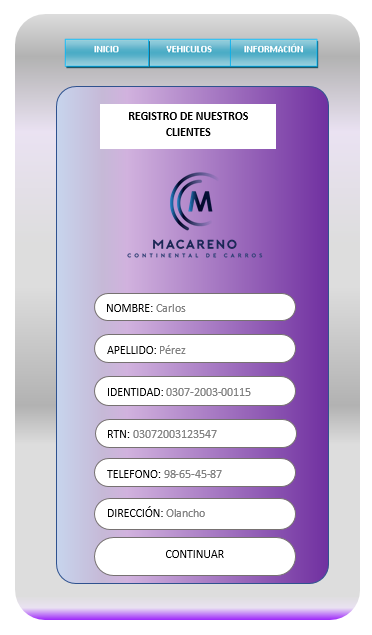 INICIO VEHICULOS INFORMACIÓN
REGISTRO DE NUESTROS
CLIENTES
M
MACARENO
CONTINENTAL DE CARROS
NOMBRE: Carlos
APELLIDO: Pérez
IDENTIDAD: 0307-2003-00115
RTN: 03072003123547
TELEFONO: 98-65-45-87
DIRECCIÓN: Olancho
CONTINUAR